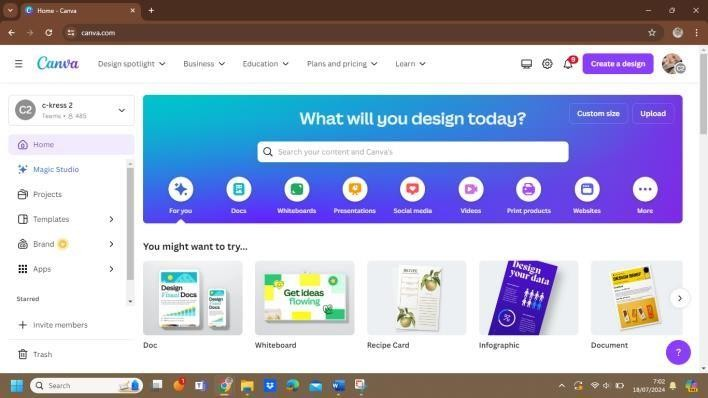 Home - Canva
canva.com
Canva
Design spotlight
Business
Education
Plans and pricing
Learn
9
Create a design
C2
c-kress 2
Teams • 485
Home
Magic Studio
Projects
Templates
Brand
Apps
Starred
Invite members
Trash
What will you design today?
Custom size
Upload
Search your content and Canva's
For you
Docs
Whiteboards
Presentations
Social media
Videos
Print products
Websites
More
You might want to try...
Design
Visual Docs
Get ideas
flowing
RECIPE
Design
your data
DESIGN BRIEF
Doc
Whiteboard
Recipe Card
Infographic
Document
?
Search
7:02
18/07/2024